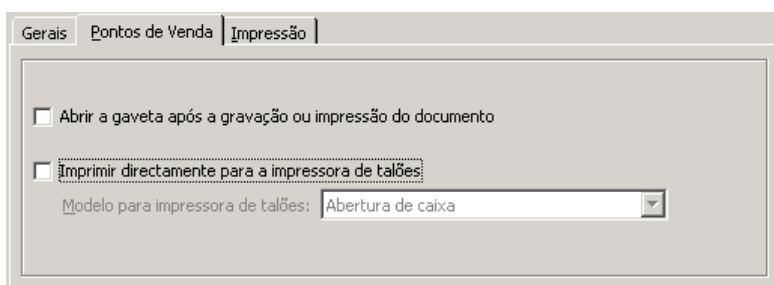 Gerais Pontos de Venda Impressão
Abrir a gaveta após a gravação ou impressão do documento
Imprimir directamente para a impressora de talões
Modelo para impressora de talões: Abertura de caixa